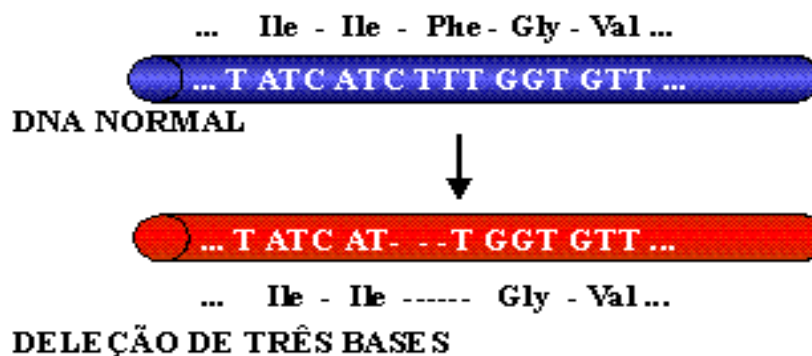 ... Ile - Ile - Phe - Gly - Val ...
... T ATC ATC TTT GGT GTT ...
DNA NORMAL
... T ATC AT- --T GGT GTT ...
... Ile - Ile ------ Gly - Val ...
DELEÇÃO DE TRÊS BASES